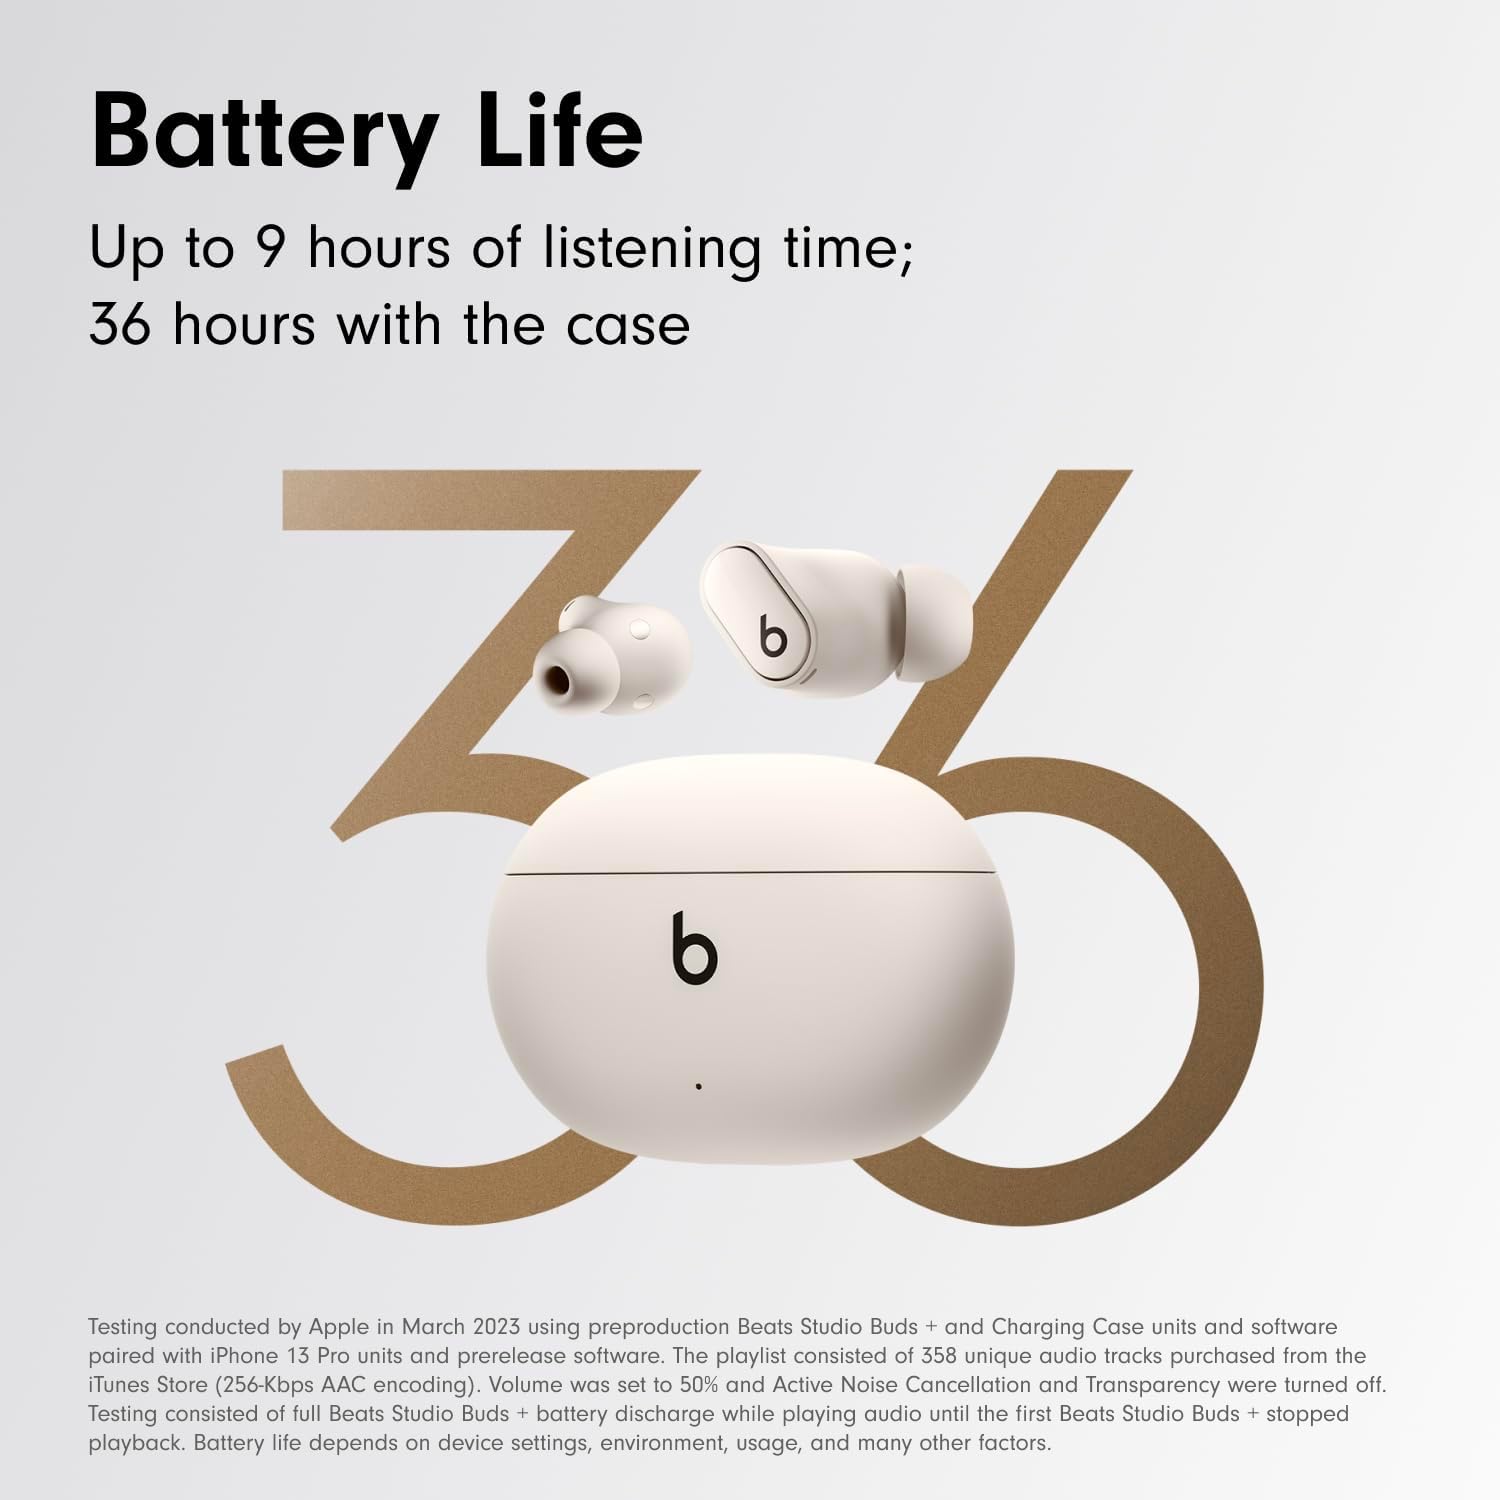 Battery Life
Up to 9 hours of listening time;
36 hours with the case
36
b
b
Testing conducted by Apple in March 2023 using preproduction Beats Studio Buds + and Charging Case units and software
paired with iPhone 13 Pro units and prerelease software. The playlist consisted of 358 unique audio tracks purchased from the
iTunes Store (256-Kbps AAC encoding). Volume was set to 50% and Active Noise Cancellation and Transparency were turned off.
Testing consisted of full Beats Studio Buds + battery discharge while playing audio until the first Beats Studio Buds + stopped
playback. Battery life depends on device settings, environment, usage, and many other factors.